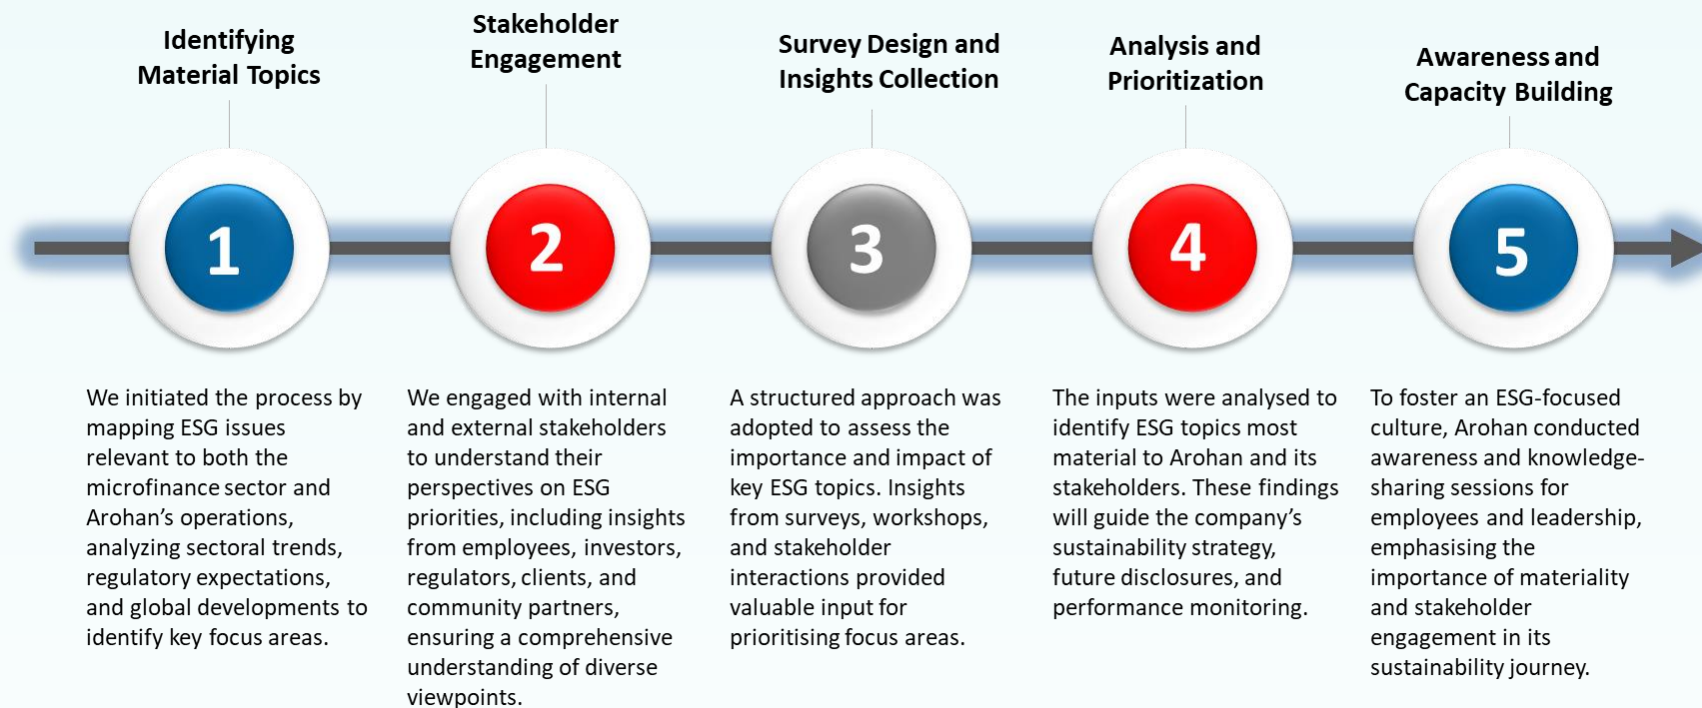 Identifying
Material Topics
1
We initiated the process by
mapping ESG issues
relevant to both the
microfinance sector and
Arohan's operations,
analyzing sectoral trends,
regulatory expectations,
and global developments to
identify key focus areas.
Stakeholder
Engagement
2
We engaged with internal
and external stakeholders
to understand their
perspectives on ESG
priorities, including insights
from employees, investors,
regulators, clients, and
community partners,
ensuring a comprehensive
understanding of diverse
viewpoints.
Survey Design and
Insights Collection
3
A structured approach was
adopted to assess the
importance and impact of
key ESG topics. Insights
from surveys, workshops,
and stakeholder
interactions provided
valuable input for
prioritising focus areas.
Analysis and
Prioritization
4
The inputs were analysed to
identify ESG topics most
material to Arohan and its
stakeholders. These findings
will guide the company's
sustainability strategy,
future disclosures, and
performance monitoring.
Awareness and
Capacity Building
5
To foster an ESG-focused
culture, Arohan conducted
awareness and knowledge-
sharing sessions for
employees and leadership,
emphasising the
importance of materiality
and stakeholder
engagement in its
sustainability journey.